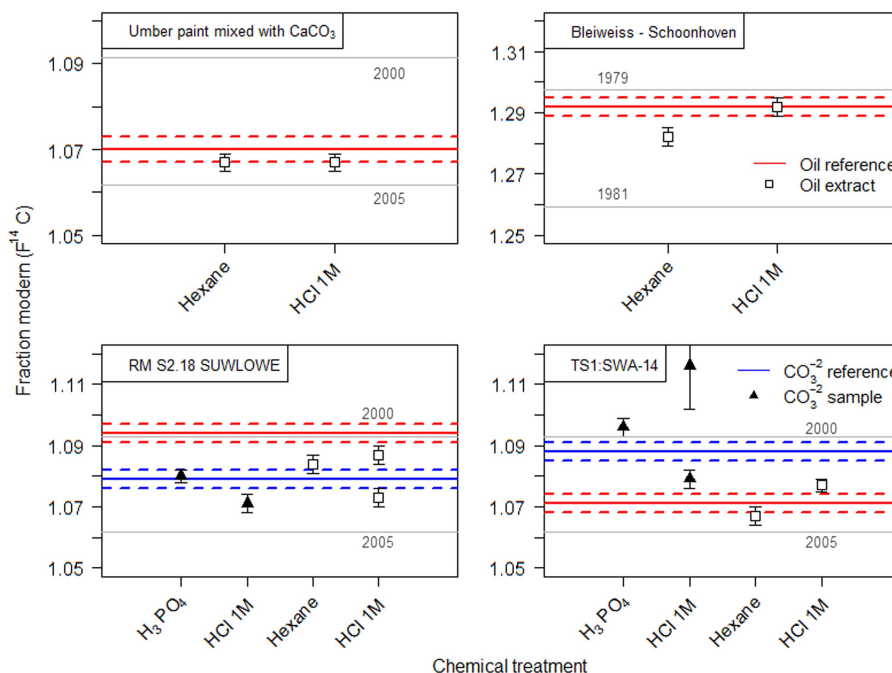 Fraction modern (F¹⁴ C)
Umber paint mixed with CaCO₃
1.09
1.07
1.05
2000
2005
Hexane
HCl 1M
Bleiweiss - Schoonhoven
1.31
1.29
1.27
1.25
1979
1981
Oil reference
Oil extract
Hexane
HCl 1M
RM S2.18 SUWLOWE
1.11
1.09
1.07
1.05
2000
2005
H₃PO₄
HCl 1M
Hexane
HCl 1M
TS1:SWA-14
1.11
1.09
1.07
1.05
CO₃⁻² reference
CO₃⁻² sample
2000
2005
H₃PO₄
HCl 1M
Hexane
HCl 1M
Chemical treatment